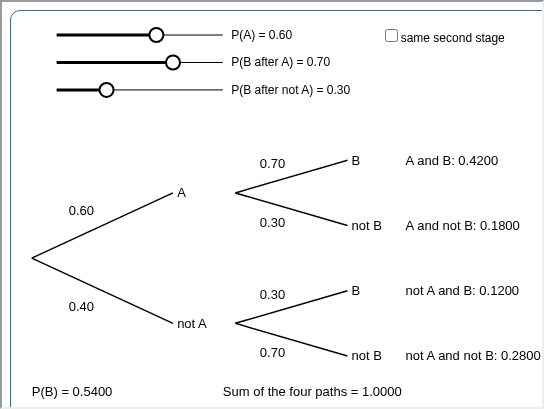 P(A) = 0.60
same second stage
P(B after A) = 0.70
P(B after not A) = 0.30
0.70
B
A and B: 0.4200
A
0.60
0.30
not B
A and not B: 0.1800
0.40
0.30
B
not A and B: 0.1200
not A
0.70
not B
not A and not B: 0.2800
P(B) = 0.5400
Sum of the four paths = 1.0000